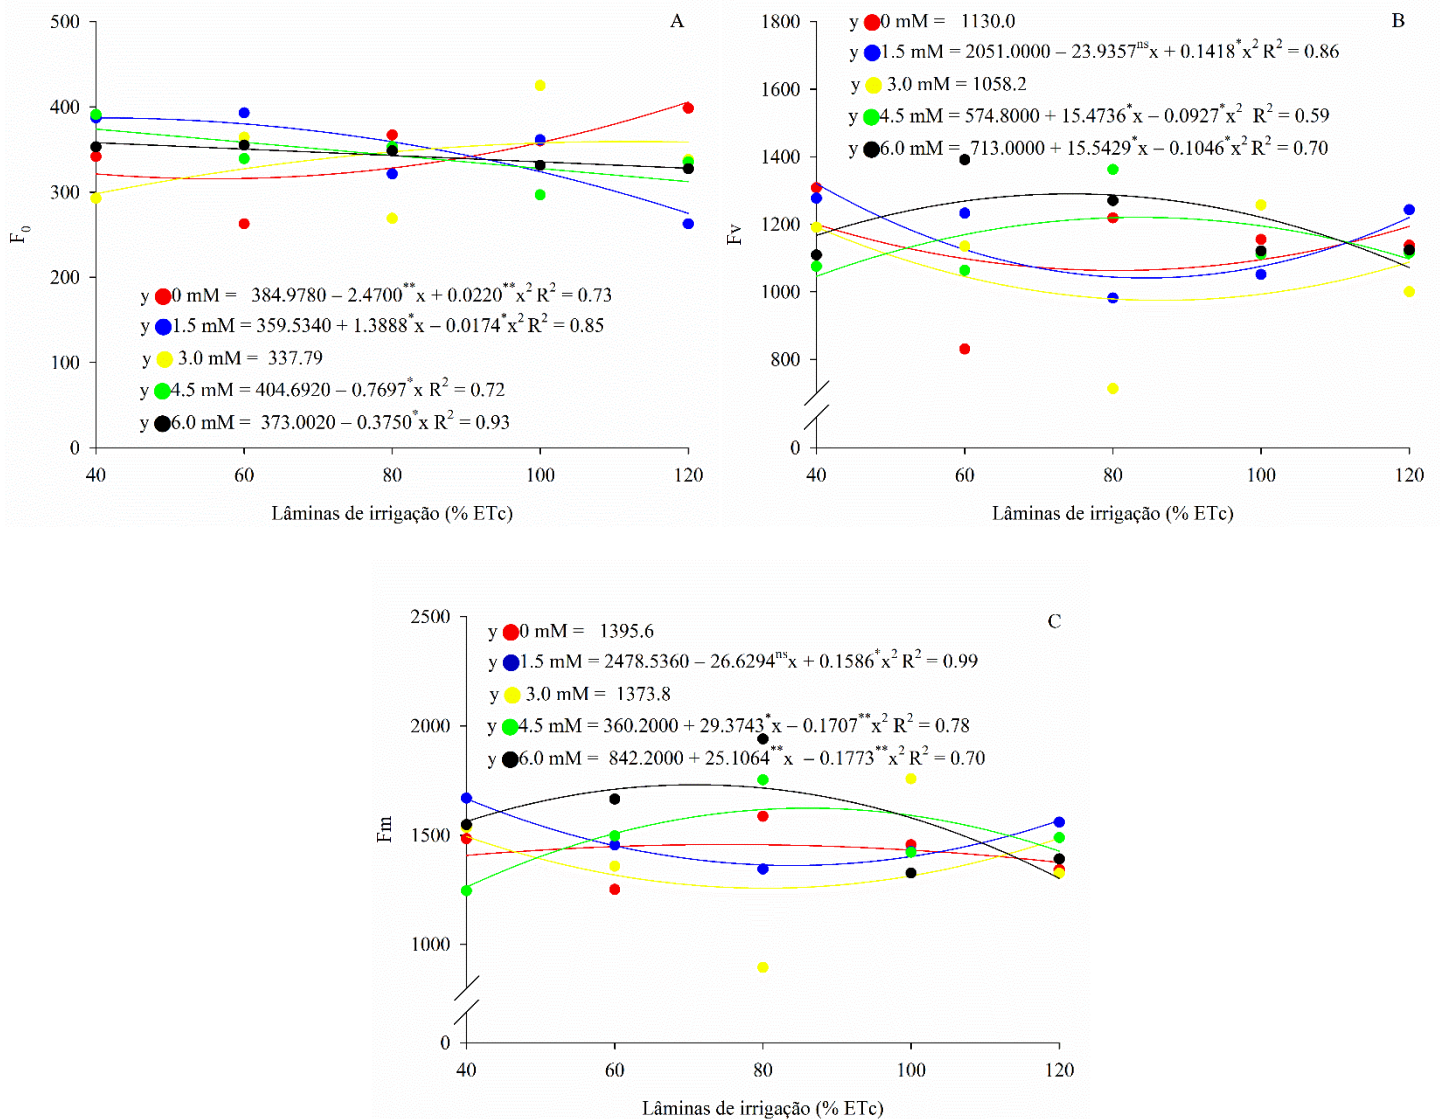 A
500
400
300
200
100
0
F₀
y 0 mM = 384.9780 – 2.4700**x + 0.0220**x² R² = 0.73
y 1.5 mM = 359.5340 + 1.3888*x – 0.0174*x² R² = 0.85
y 3.0 mM = 337.79
y 4.5 mM = 404.6920 – 0.7697*x R² = 0.72
y 6.0 mM = 373.0020 – 0.3750*x R² = 0.93
40 60 80 100 120
Lâminas de irrigação (% ETc)
B
y 0 mM = 1130.0
y 1.5 mM = 2051.0000 – 23.9357ⁿˢx + 0.1418*x² R² = 0.86
y 3.0 mM = 1058.2
y 4.5 mM = 574.8000 + 15.4736*x – 0.0927*x² R² = 0.59
y 6.0 mM = 713.0000 + 15.5429*x – 0.1046*x² R² = 0.70
1800
1600
1400
1200
1000
800
0
Fv
40 60 80 100 120
Lâminas de irrigação (% ETc)
C
y 0 mM = 1395.6
y 1.5 mM = 2478.5360 – 26.6294ⁿˢx + 0.1586*x² R² = 0.99
y 3.0 mM = 1373.8
y 4.5 mM = 360.2000 + 29.3743*x – 0.1707**x² R² = 0.78
y 6.0 mM = 842.2000 + 25.1064**x – 0.1773**x² R² = 0.70
2500
2000
1500
1000
0
Fm
40 60 80 100 120
Lâminas de irrigação (% ETc)